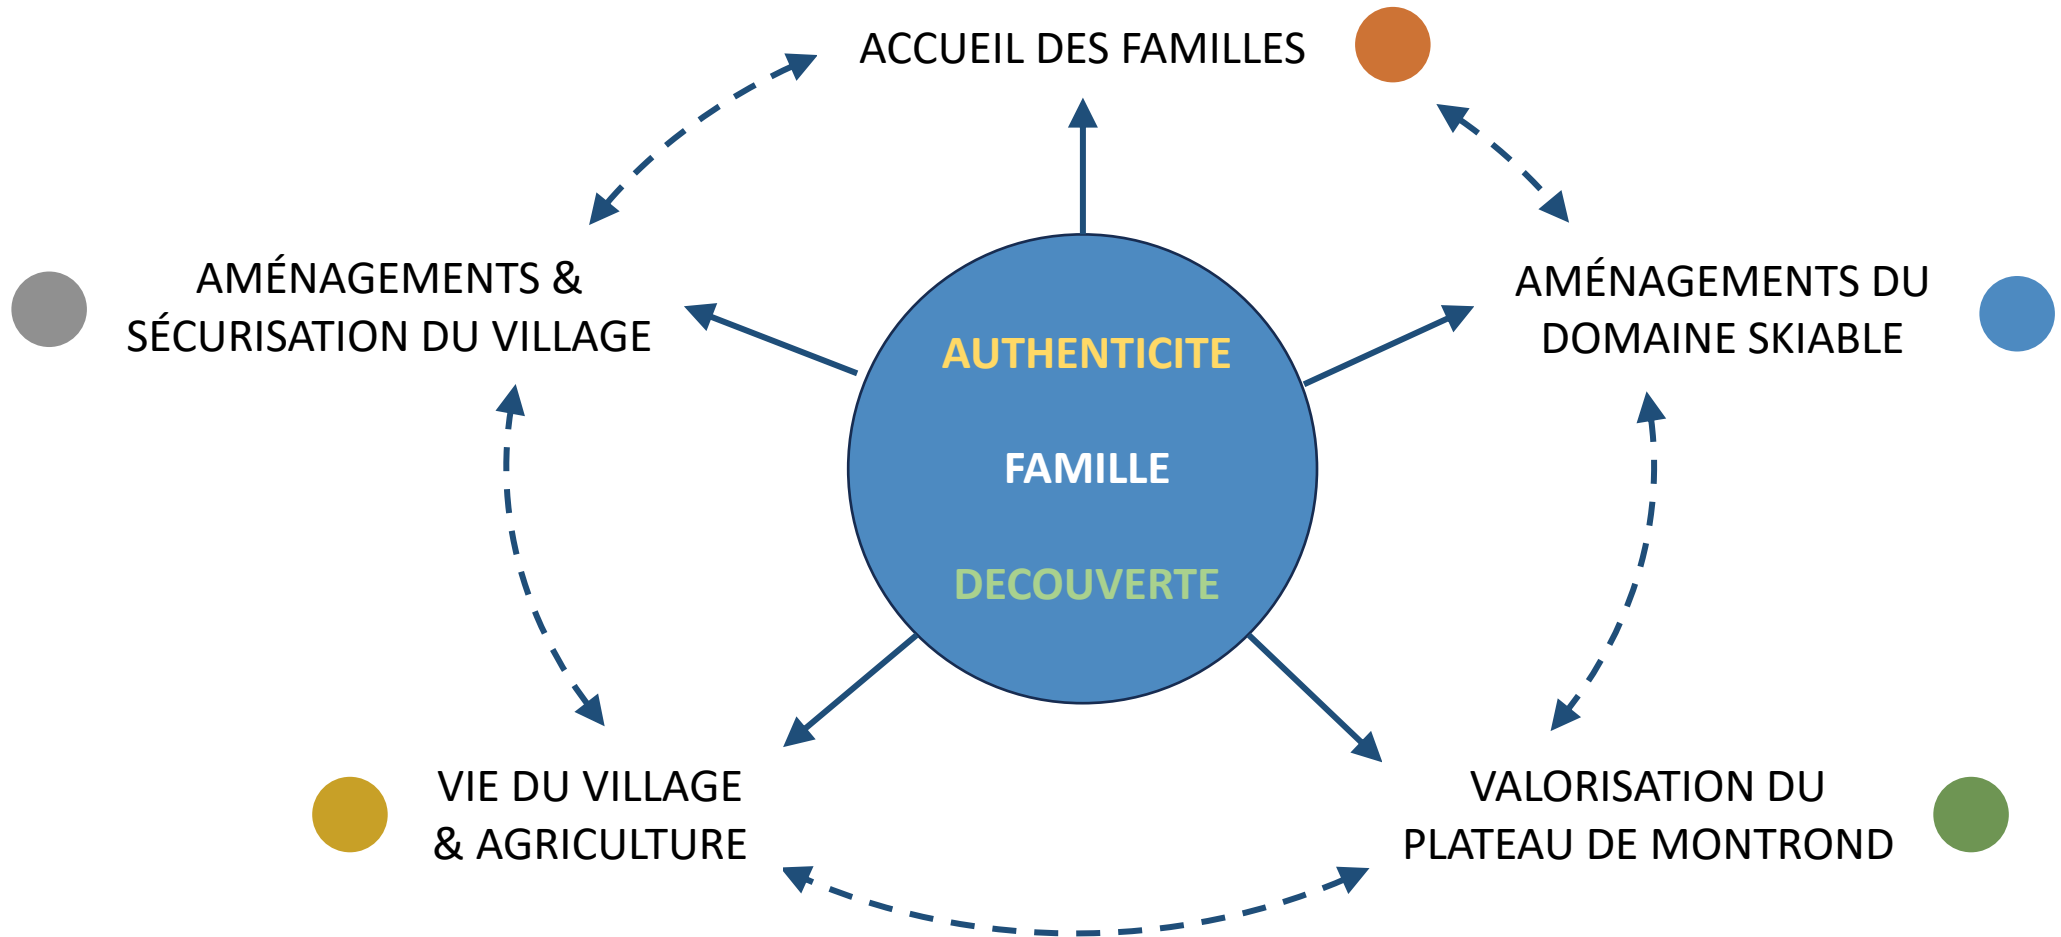 ACCUEIL DES FAMILLES
AMÉNAGEMENTS &
SÉCURISATION DU VILLAGE
AMÉNAGEMENTS DU
DOMAINE SKIABLE
AUTHENTICITE
FAMILLE
DECOUVERTE
VIE DU VILLAGE
& AGRICULTURE
VALORISATION DU
PLATEAU DE MONTROND